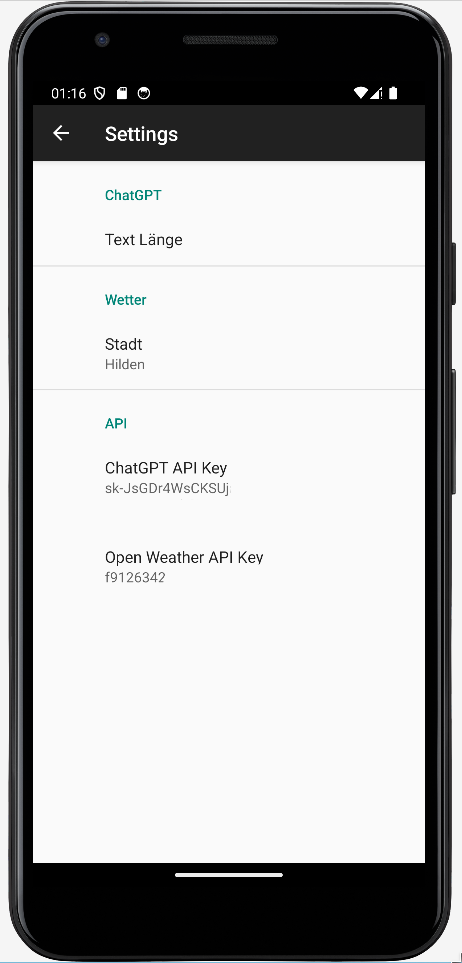 01:16
Settings
ChatGPT
Text Länge
Wetter
Stadt
Hilden
API
ChatGPT API Key
sk-JsGDr4WsCKSUj
Open Weather API Key
f9126342